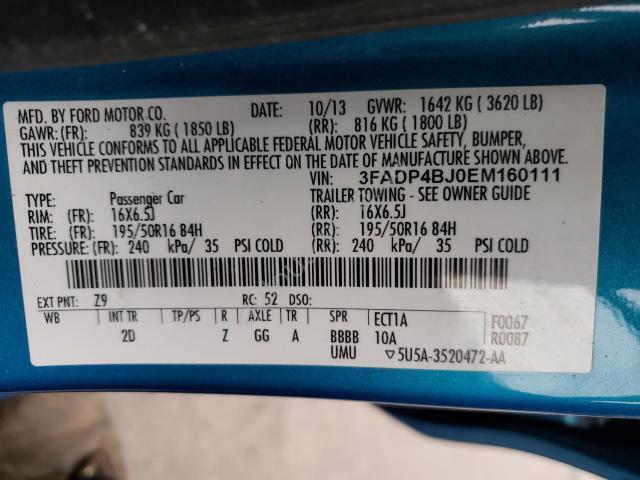 MFD. BY FORD MOTOR CO. DATE: 10/13 GVWR: 1642 KG ( 3620 LB)
GAWR:(FR): 839 KG ( 1850 LB) (RR): 816 KG ( 1800 LB)
THIS VEHICLE CONFORMS TO ALL APPLICABLE FEDERAL MOTOR VEHICLE SAFETY, BUMPER,
AND THEFT PREVENTION STANDARDS IN EFFECT ON THE DATE OF MANUFACTURE SHOWN ABOVE.
VIN: 3FADP4BJ0EM160111
TYPE: Passenger Car TRAILER TOWING - SEE OWNER GUIDE
RIM: (FR): 16X6.5J (RR): 16X6.5J
TIRE: (FR): 195/50R16 84H (RR): 195/50R16 84H
PRESSURE: (FR): 240 kPa/ 35 PSI COLD (RR): 240 kPa/ 35 PSI COLD
EXT PNT: Z9 RC: 52 DSO:
WB INT TR TP/PS R AXLE TR SPR ECT1A F0067
2D Z GG A BBBB 10A R0087
UMU ▽5U5A-3520472-AA